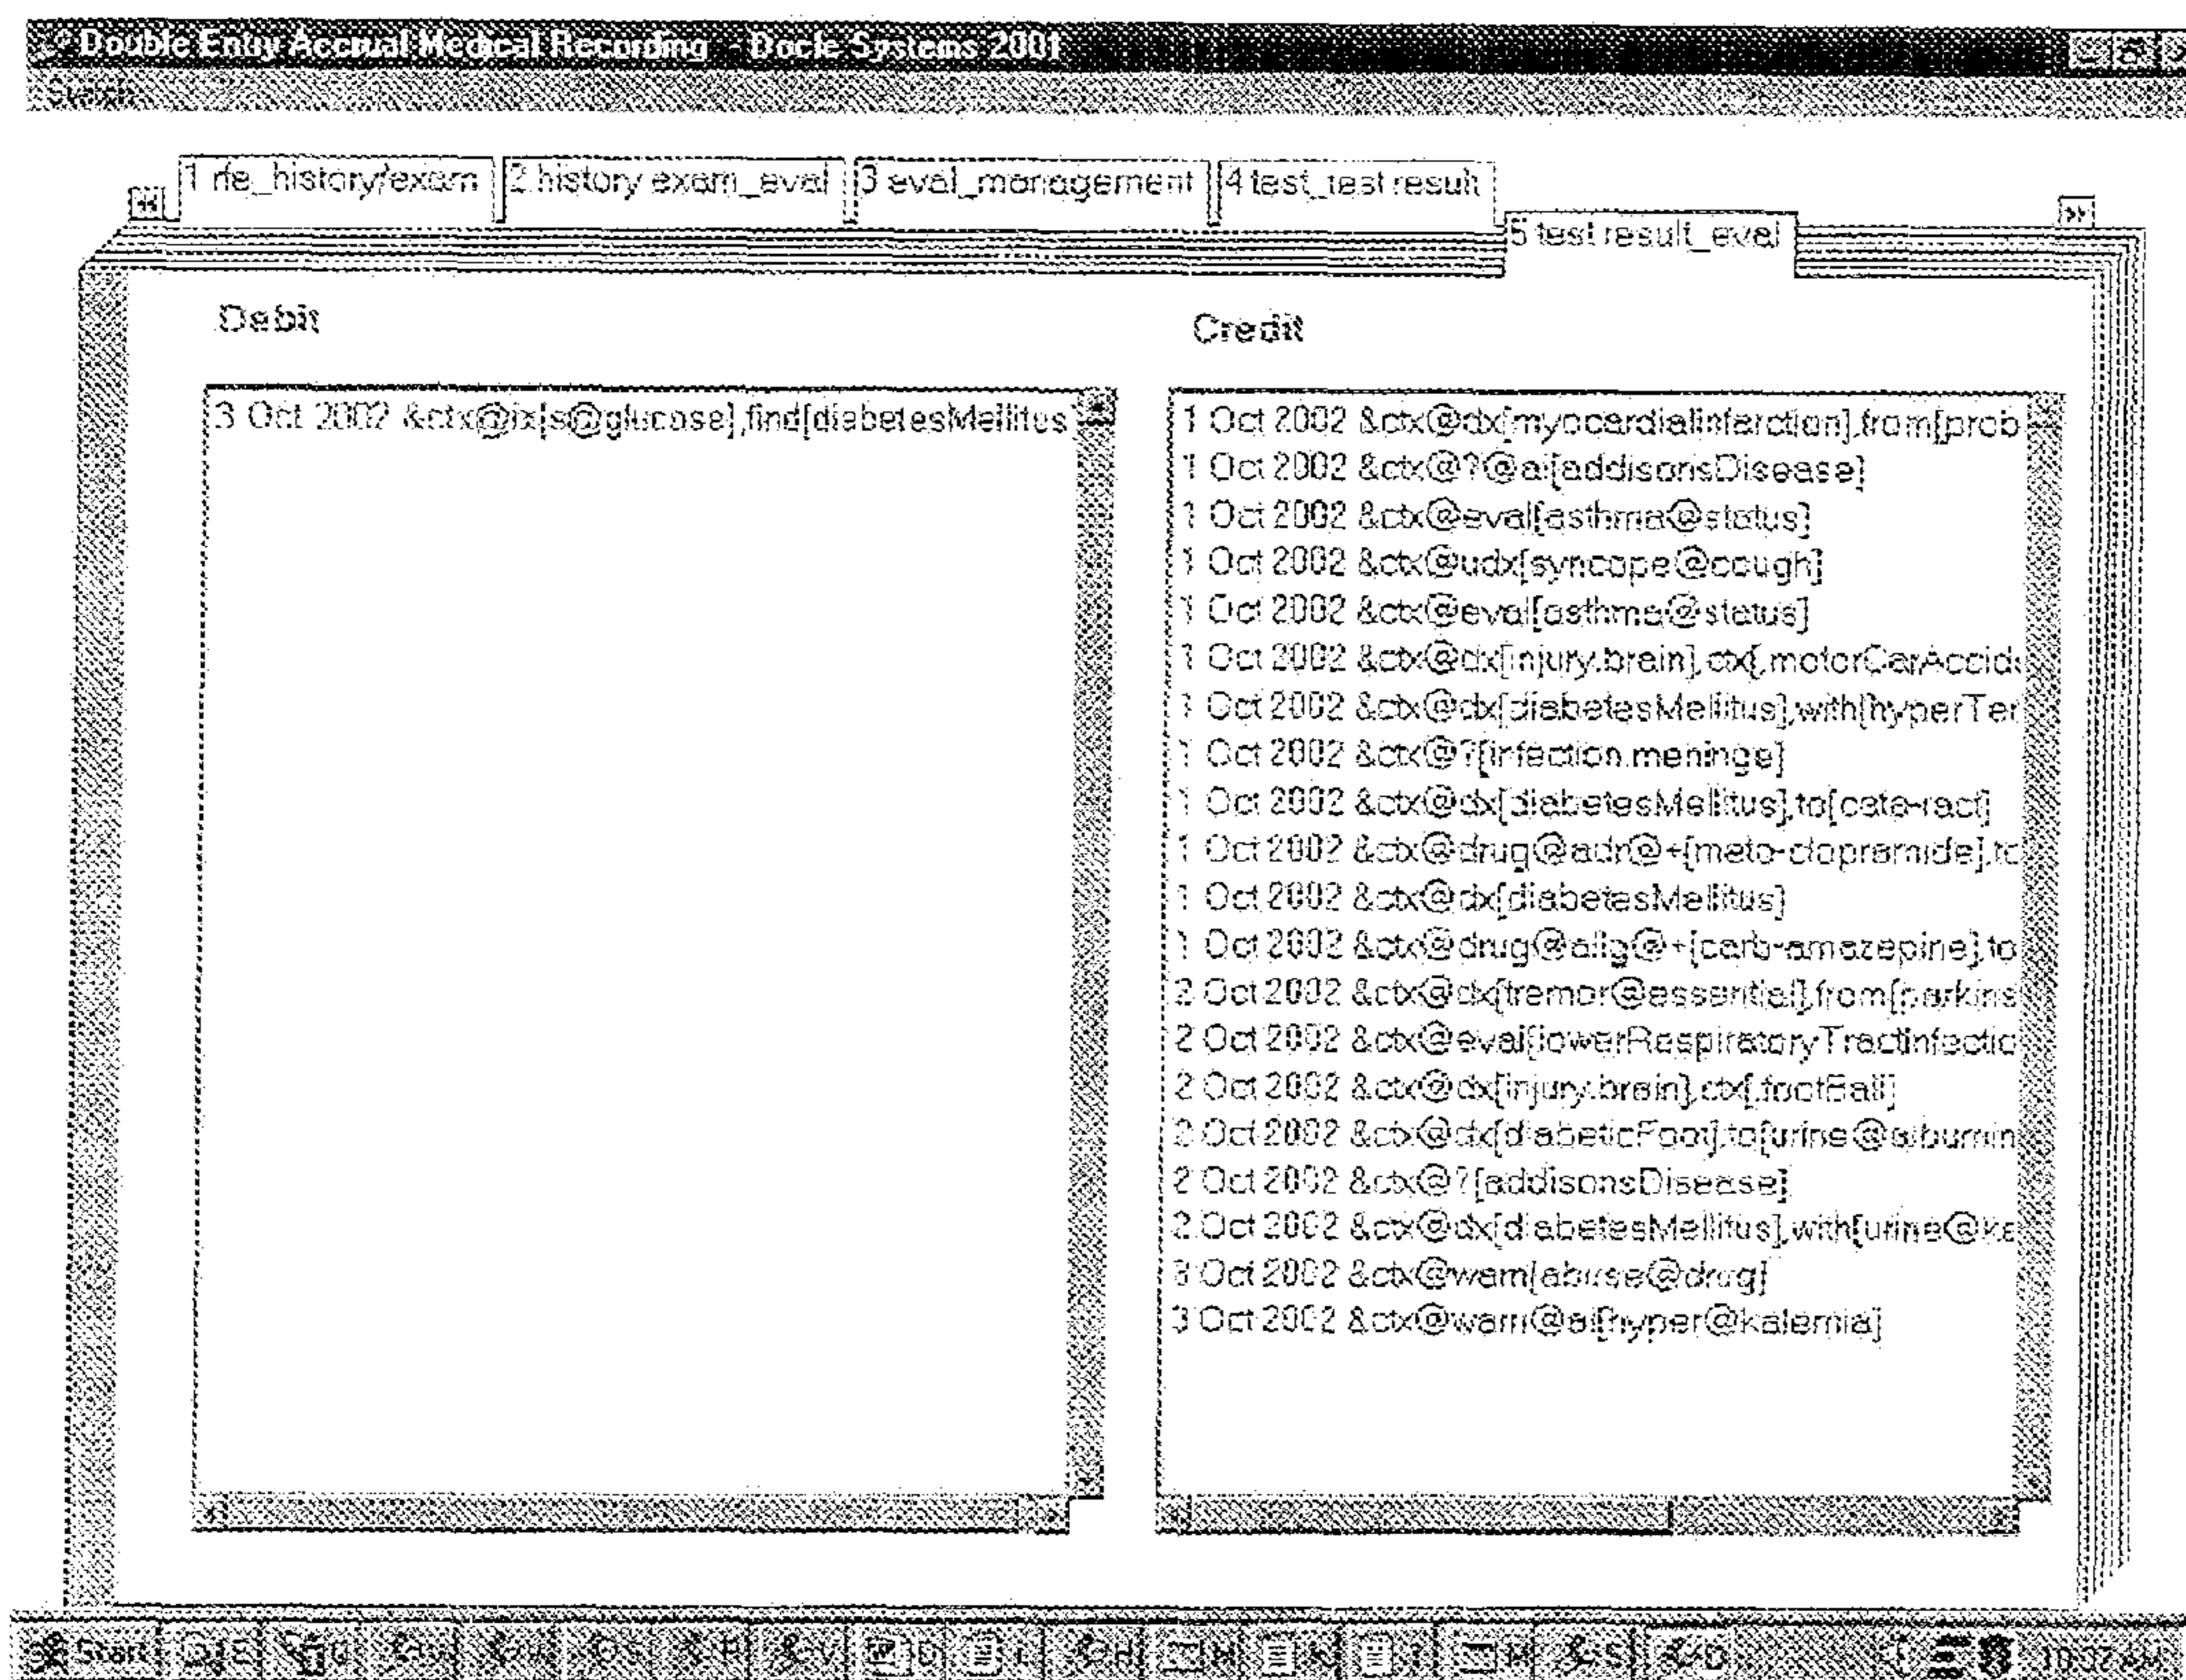 Double Entry Accrual Medical Recording - Docle Systems 2001
Search
1 rfe_history/exam
2 history exam_eval
3 eval_management
4 test_test result
5 test result_eval
Debit
Credit
3 Oct 2002 &ctx@ix[s@glucose],find[diabetesMellitus
1 Oct 2002 &ctx@dx[myocardialInfarction],from[prob
1 Oct 2002 &ctx@?@ai[addisonsDisease]
1 Oct 2002 &ctx@eval[asthma@status]
1 Oct 2002 &ctx@udx[syncope@cough]
1 Oct 2002 &ctx@eval[asthma@status]
1 Oct 2002 &ctx@dx[injury.brain],ctx[.motorCarAccide
1 Oct 2002 &ctx@dx[diabetesMellitus],with[hyperTer
1 Oct 2002 &ctx@?[infection.meninge]
1 Oct 2002 &ctx@dx[diabetesMellitus],to[cata-ract]
1 Oct 2002 &ctx@drug@adr@+[meto-clopramide],to
1 Oct 2002 &ctx@dx[diabetesMellitus]
1 Oct 2002 &ctx@drug@allg@+[carb-amazepine],to
2 Oct 2002 &ctx@dx[tremor@essential],from[parkins
2 Oct 2002 &ctx@eval[lowerRespiratoryTractInfectio
2 Oct 2002 &ctx@dx[injury.brain],ctx[.footBall]
2 Oct 2002 &ctx@dx[diabeticFoot],to[urine@albumin
2 Oct 2002 &ctx@?[addisonsDisease]
2 Oct 2002 &ctx@dx[diabetesMellitus],with[urine@ke
3 Oct 2002 &ctx@warn[abuse@drug]
3 Oct 2002 &ctx@warn@ai[hyper@kalemia]
Start